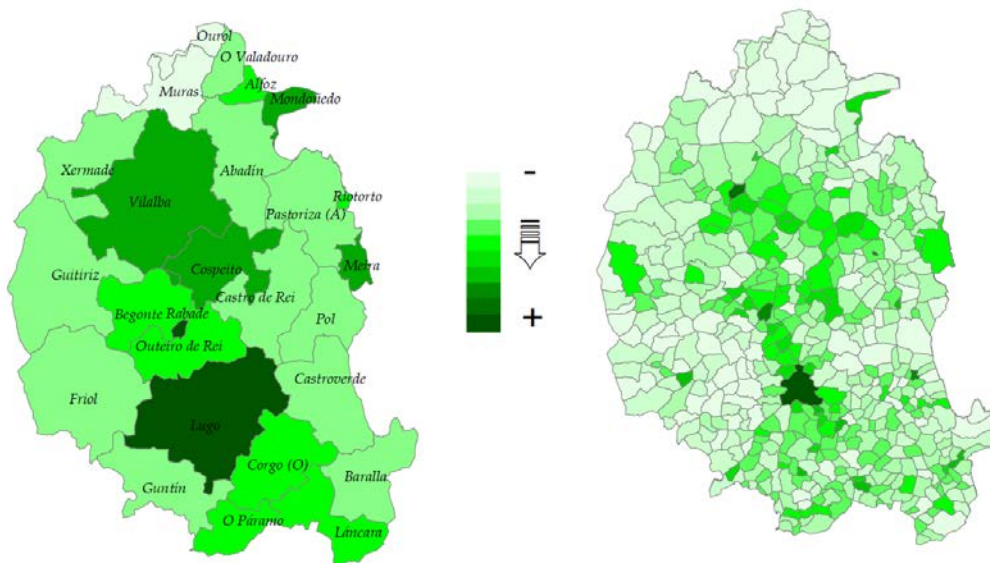 Ourol
O Valadouro
Alfoz
Muras
Mondoñedo
Xermade
Abadín
Vilalba
Riotorto
Pastoriza (A)
Meira
Guitiriz
Cospeito
Castro de Rei
Begonte
Rabade
Pol
Outeiro de Rei
Castroverde
Friol
Lugo
Corgo (O)
Baralla
Guntín
O Páramo
Láncara
-
+